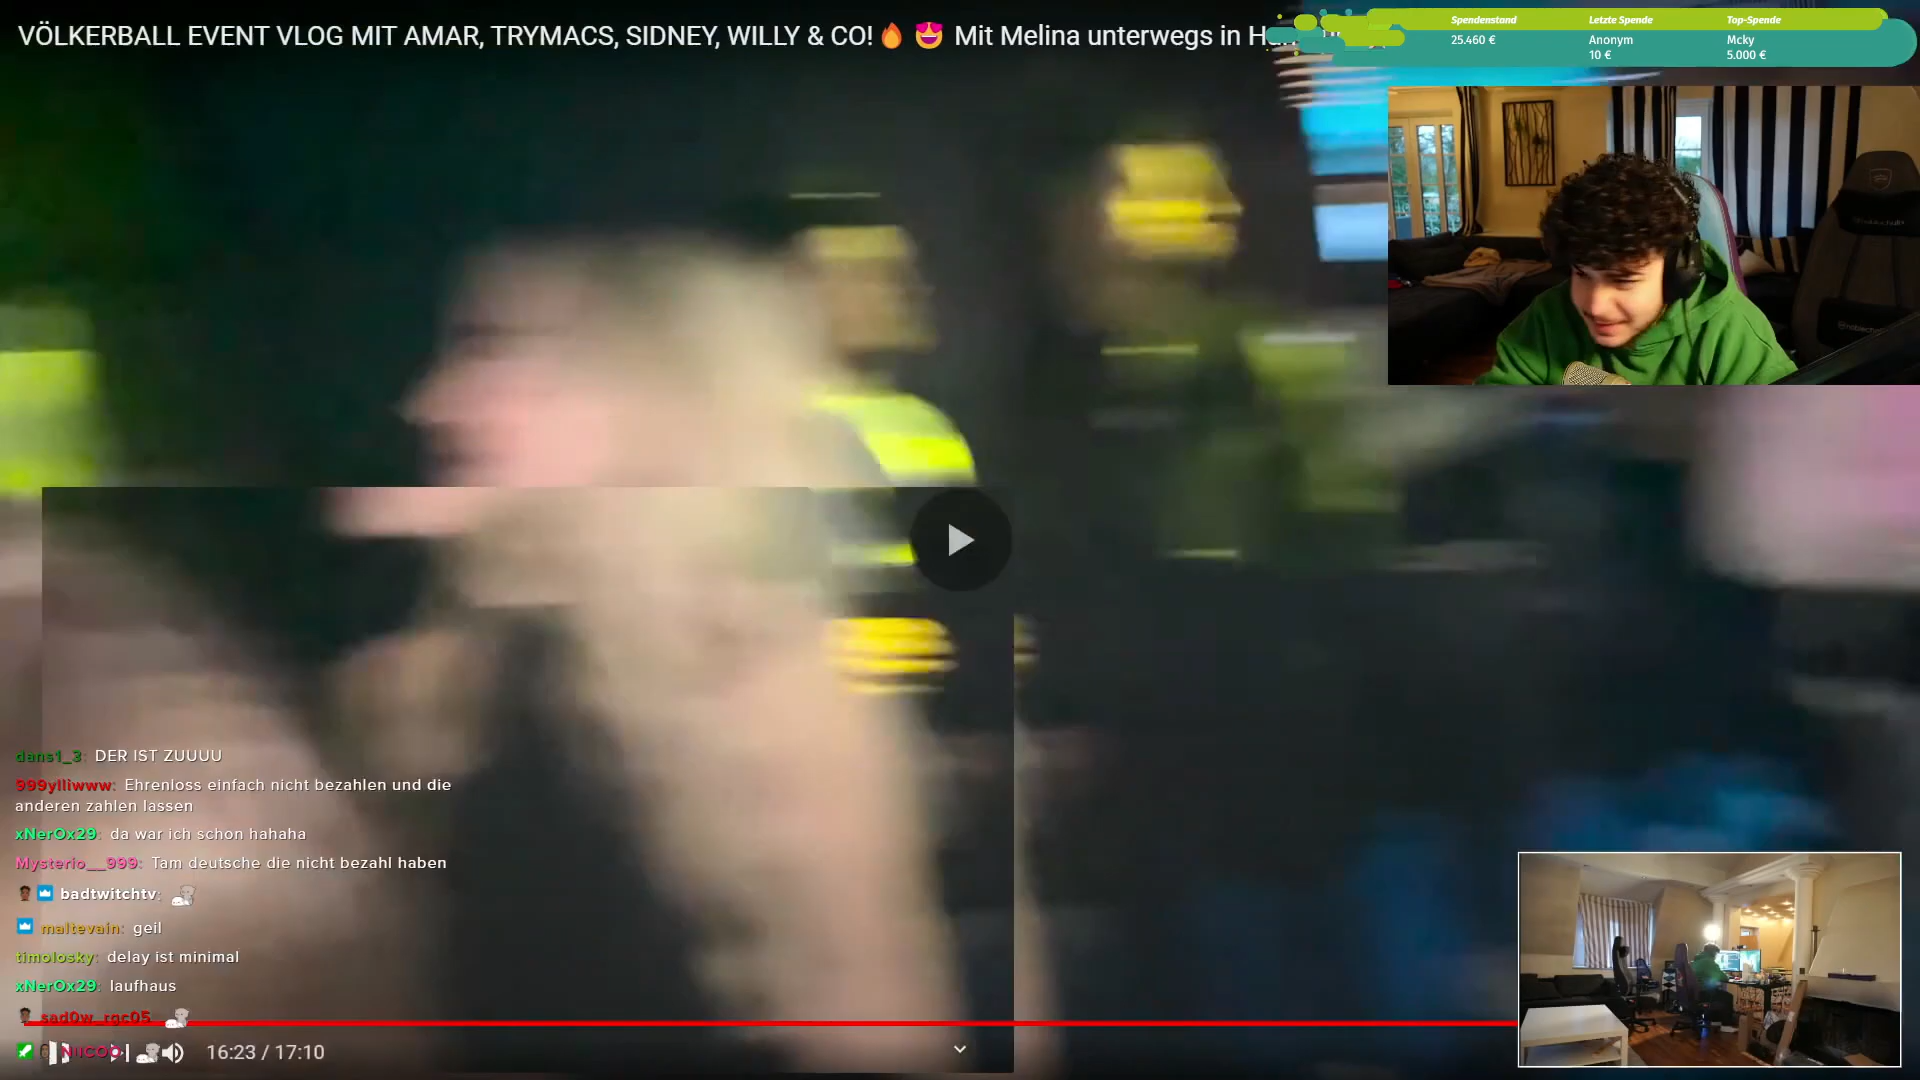 VÖLKERBALL EVENT VLOG MIT AMAR, TRYMACS, SIDNEY, WILLY & CO!🔥 😍 Mit Melina unterwegs in
Spendenstand Letzte Spende Top-Spende
25.460 € Anonym Mcky
10 € 5.000 €
dans1_3: DER IST ZUUUU
999ylliwww: Ehrenloss einfach nicht bezahlen und die
anderen zahlen lassen
xNerOx29: da war ich schon hahaha
Mysterio__999: Tam deutsche die nicht bezahl haben
badtwitchtv:
maltevain: geil
timolosky: delay ist minimal
xNerOx29: laufhaus
sad0w_rqc05
16:23 / 17:10